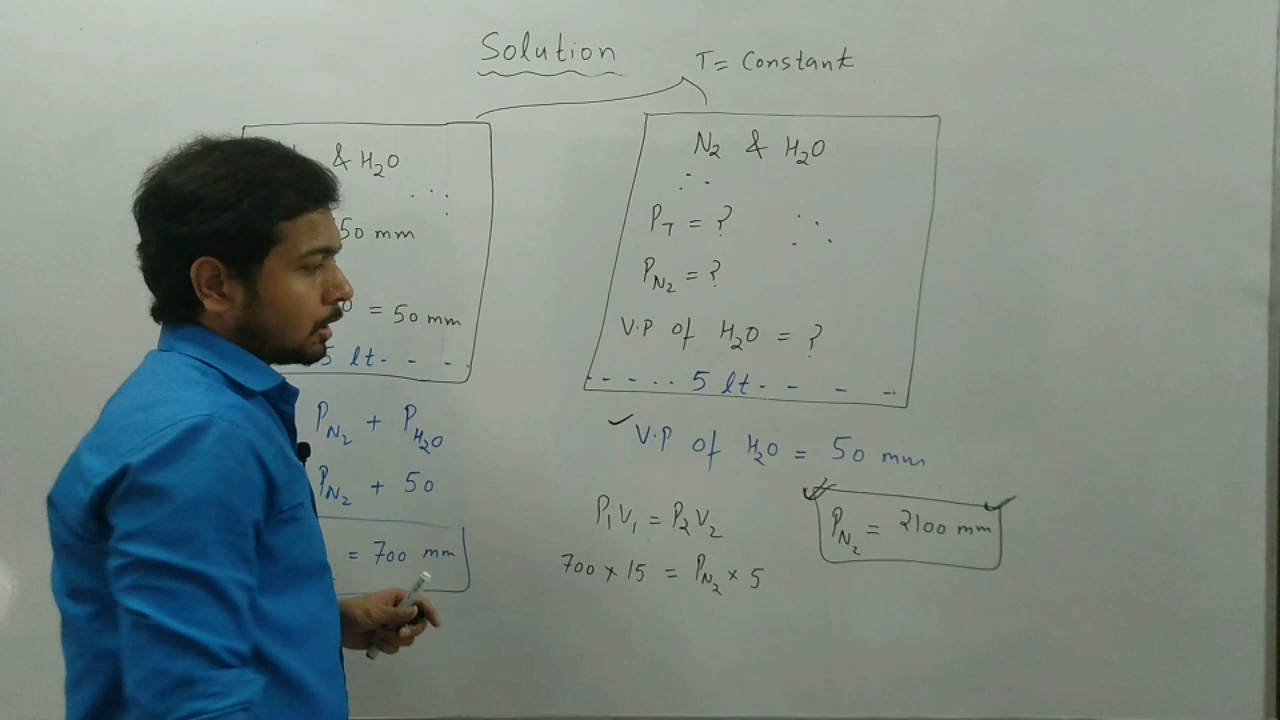 Solution
T = Constant
& H2O
50 mm
= 50 mm
5 lt- - - .
PN2 + PH2O
PN2 + 50
= 700 mm
N2 & H2O
PT = ?
PN2 = ?
V.P of H2O = ?
- - - . . 5 lt- - - - ..
✓ V.P of H2O = 50 mm
P1V1 = P2V2
700 × 15 = PN2 × 5
PN2 = 2100 mm